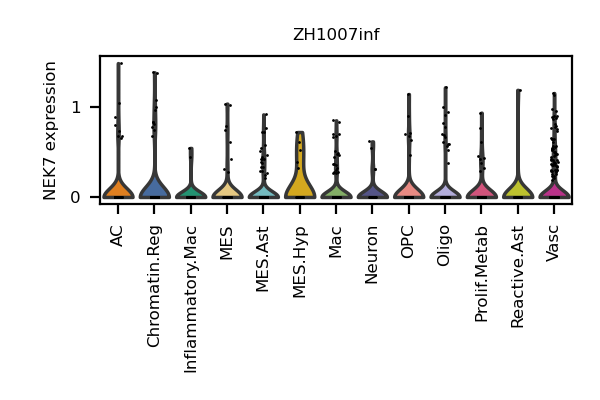 ZH1007inf
NEK7 expression
1
0
AC
Chromatin.Reg
Inflammatory.Mac
MES
MES.Ast
MES.Hyp
Mac
Neuron
OPC
Oligo
Prolif.Metab
Reactive.Ast
Vasc